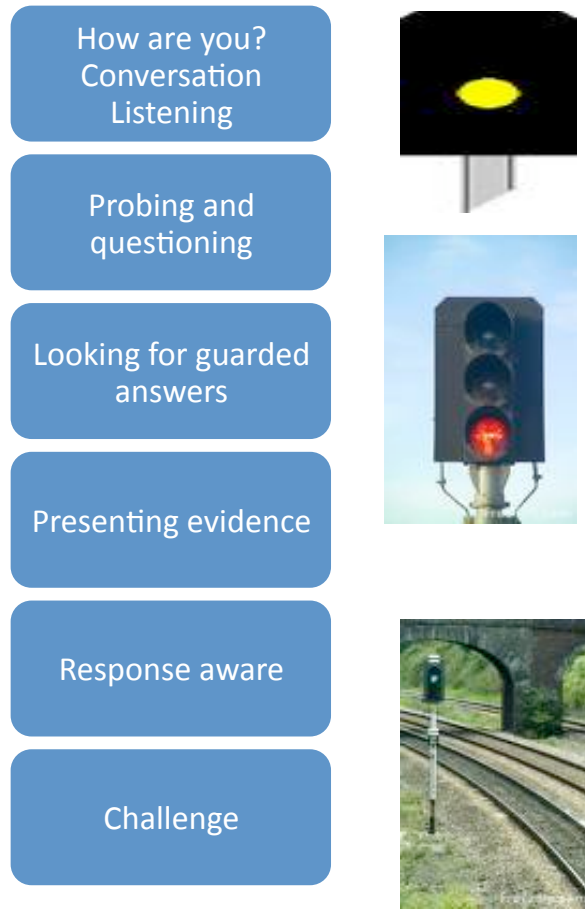 How are you?
Conversation
Listening
Probing and
questioning
Looking for guarded
answers
Presenting evidence
Response aware
Challenge